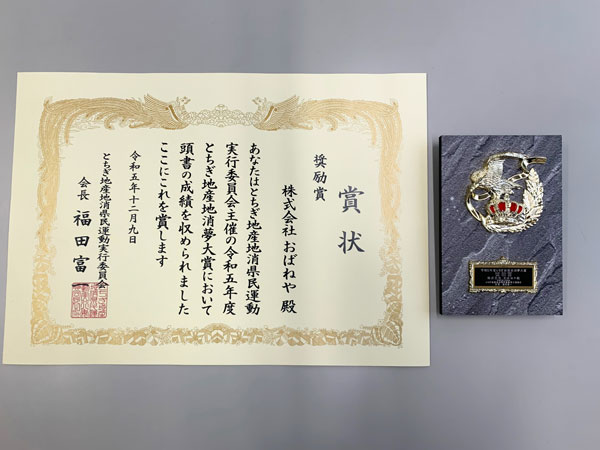 賞状
奨励賞
株式会社 おばねや 殿
あなたはとちぎ地産地消県民運動
実行委員会主催の令和五年度
とちぎ地産地消夢大賞において
頭書の成績を収められました
ここにこれを賞します
令和五年十二月九日
とちぎ地産地消県民運動実行委員会
会長 福田富一